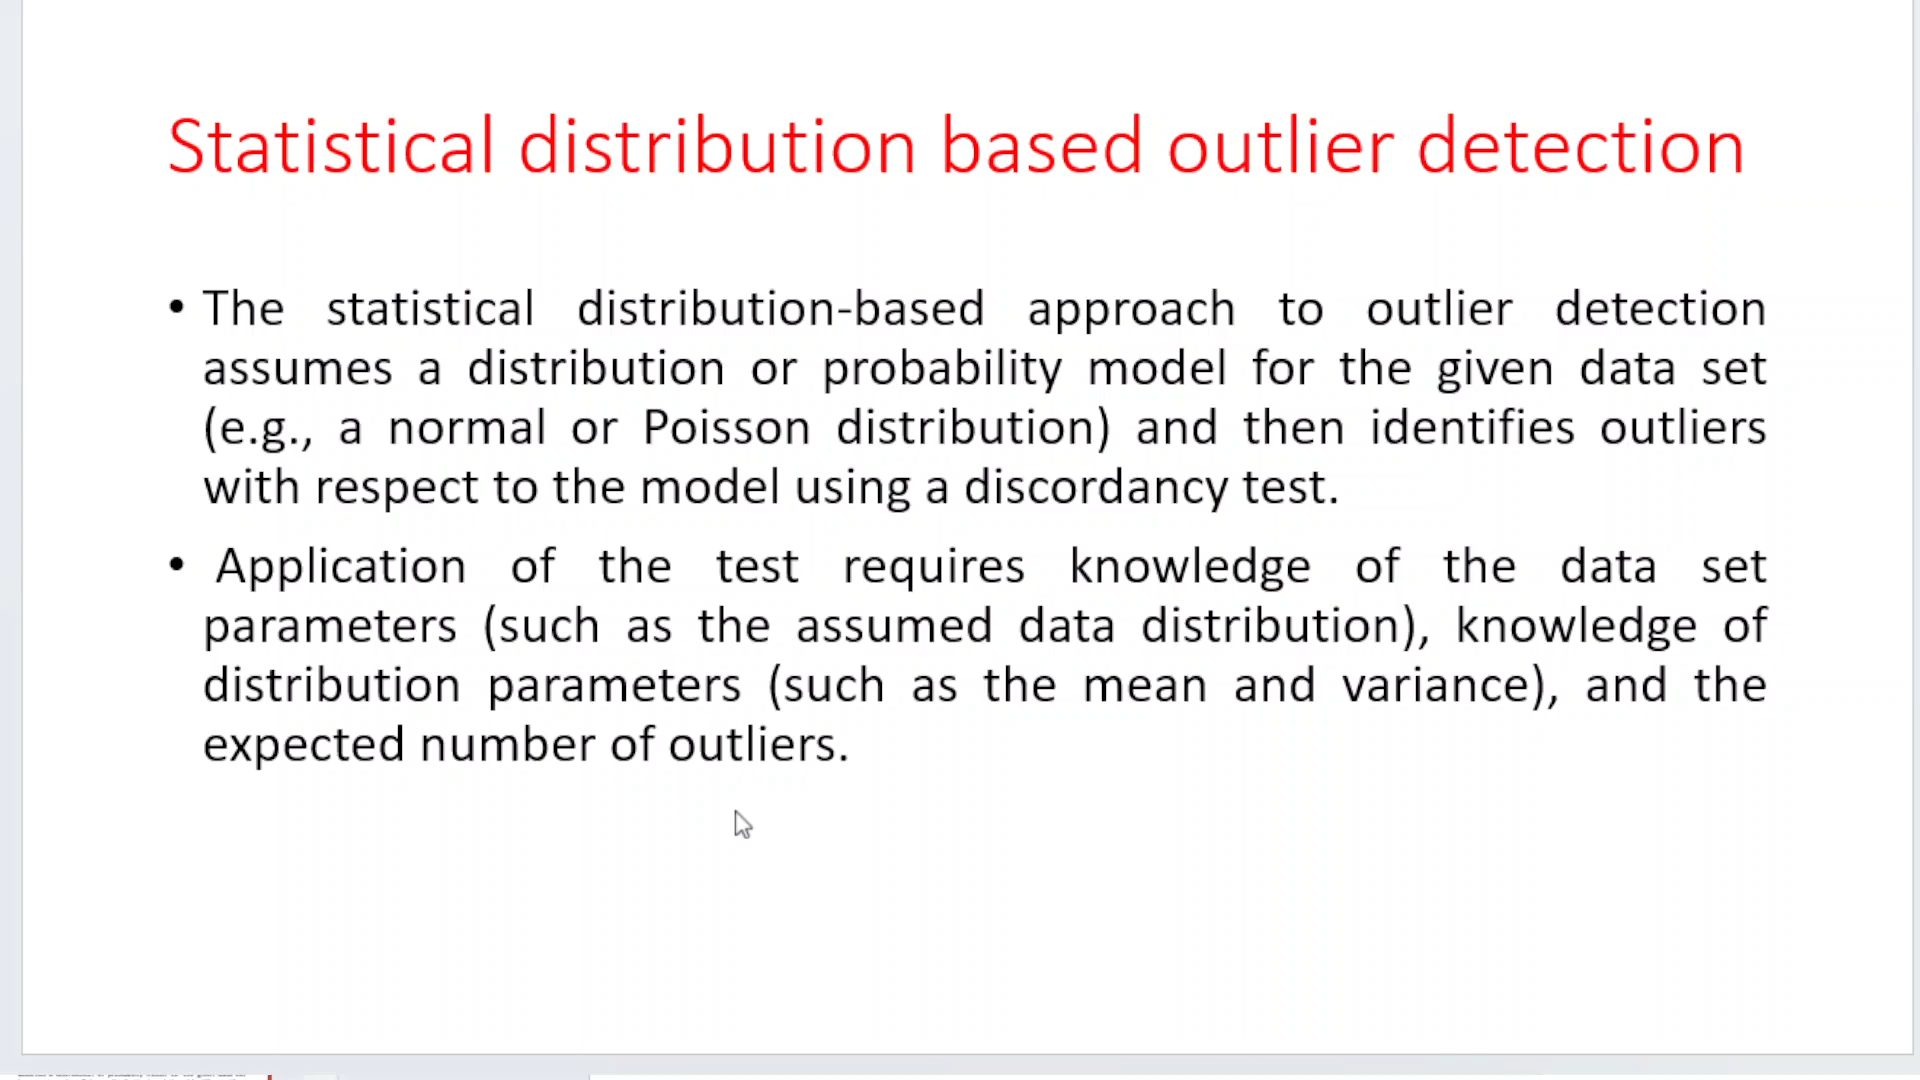 Statistical distribution based outlier detection
• The statistical distribution-based approach to outlier detection
assumes a distribution or probability model for the given data set
(e.g., a normal or Poisson distribution) and then identifies outliers
with respect to the model using a discordancy test.
• Application of the test requires knowledge of the data set
parameters (such as the assumed data distribution), knowledge of
distribution parameters (such as the mean and variance), and the
expected number of outliers.